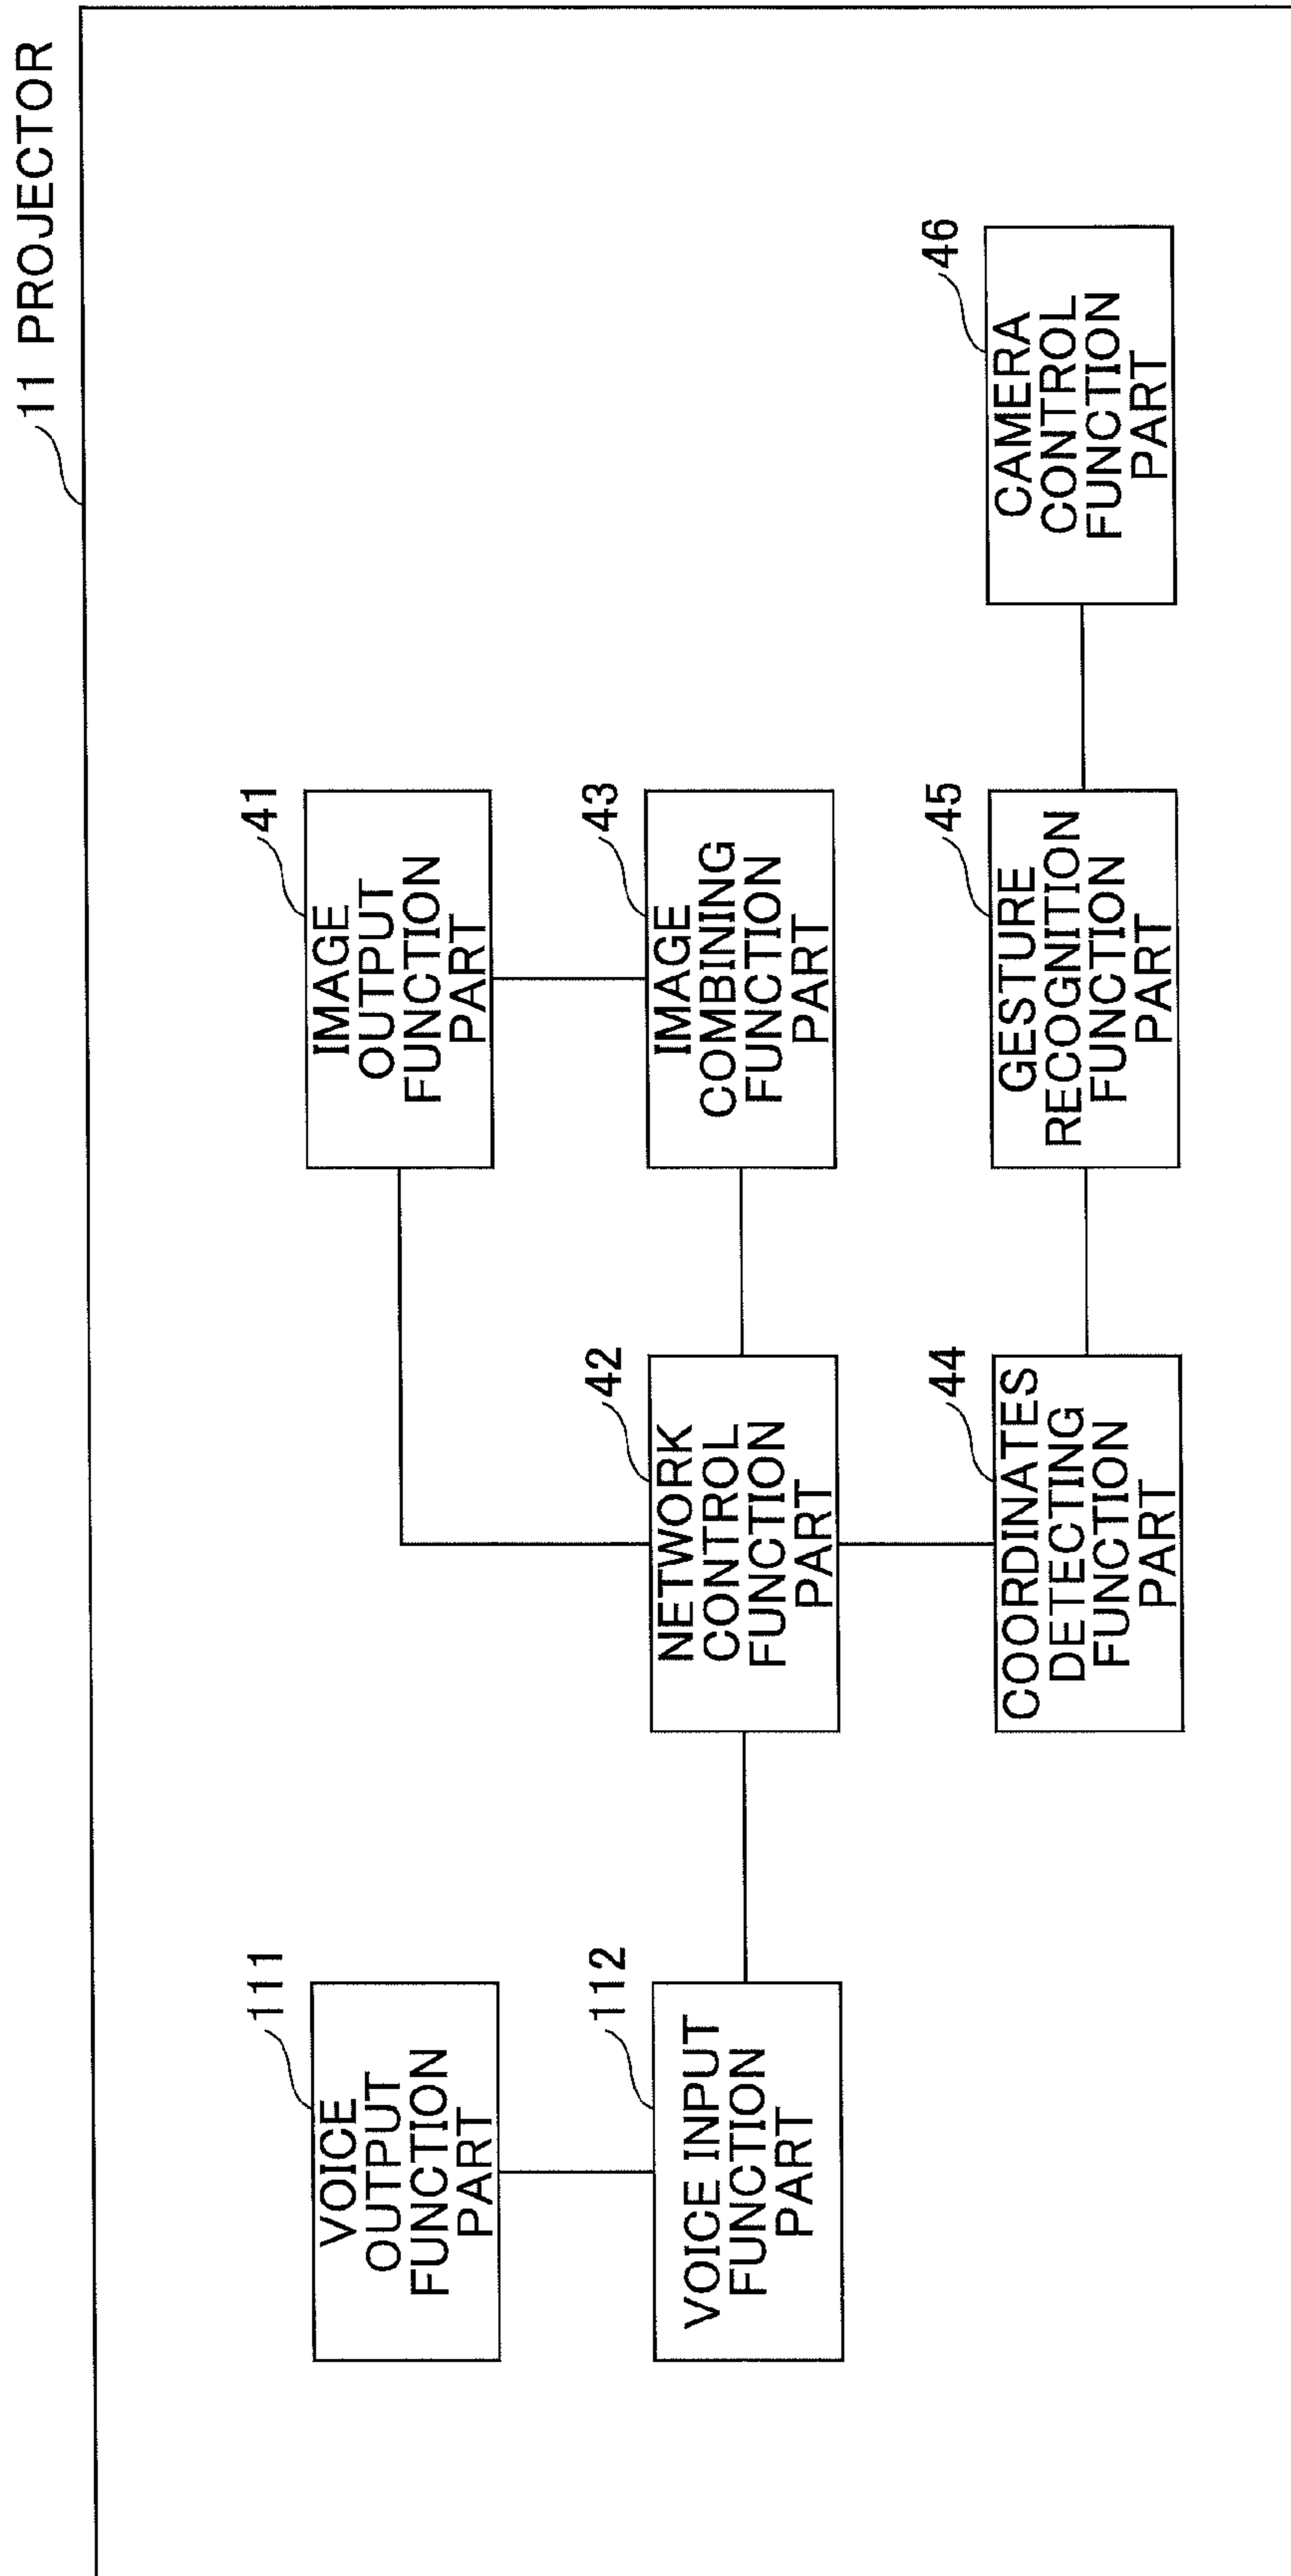 11 PROJECTOR
111
VOICE
OUTPUT
FUNCTION
PART
41
IMAGE
OUTPUT
FUNCTION
PART
112
VOICE INPUT
FUNCTION
PART
42
NETWORK
CONTROL
FUNCTION
PART
43
IMAGE
COMBINING
FUNCTION
PART
44
COORDINATES
DETECTING
FUNCTION
PART
45
GESTURE
RECOGNITION
FUNCTION
PART
46
CAMERA
CONTROL
FUNCTION
PART